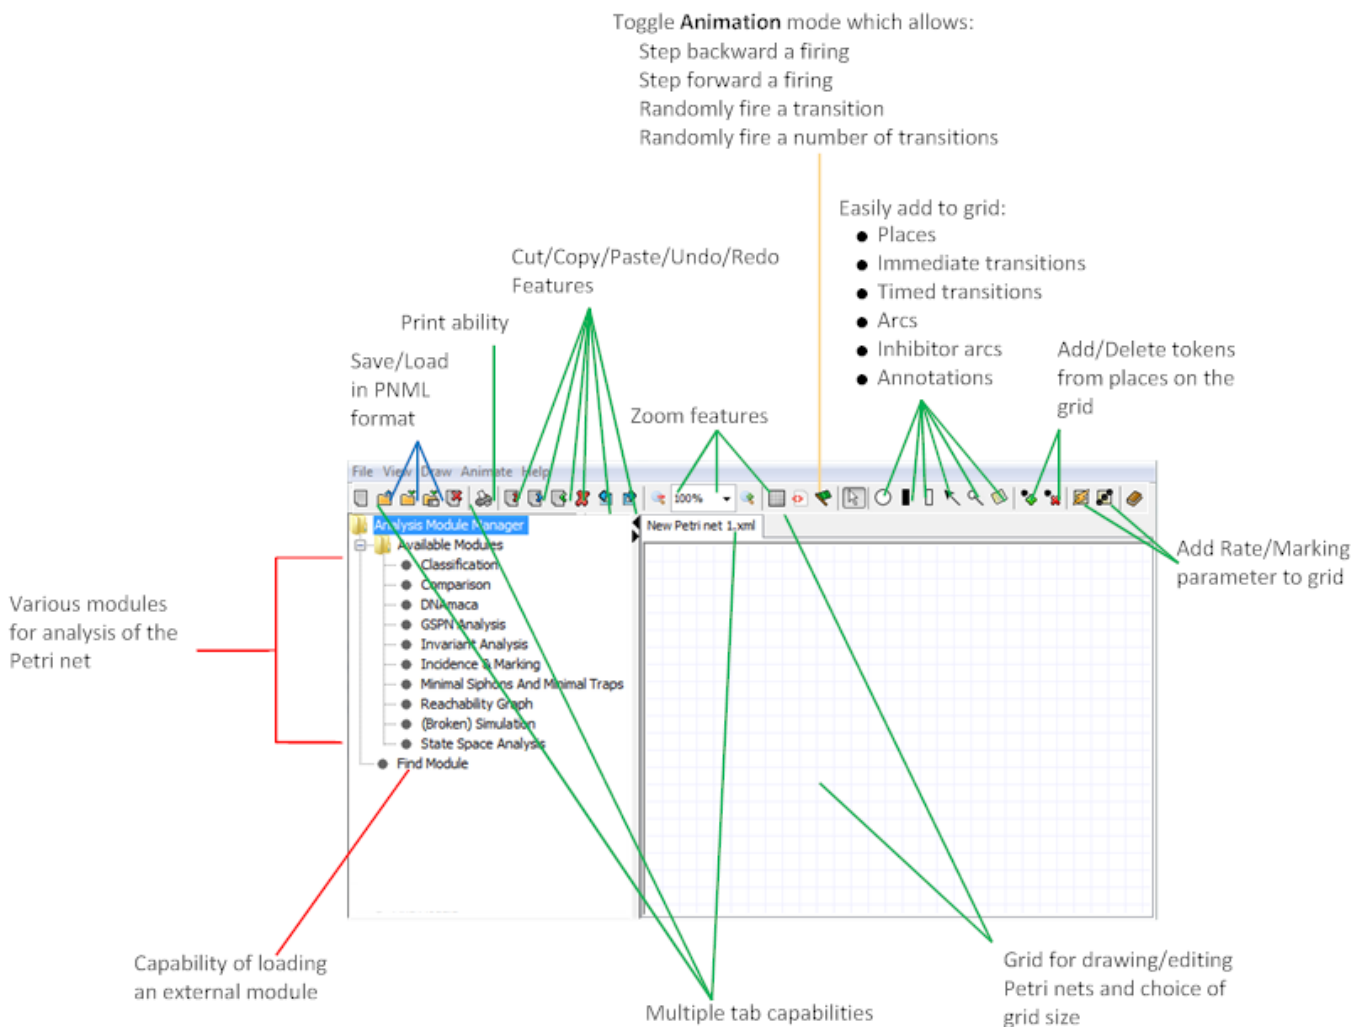 Toggle Animation mode which allows:
Step backward a firing
Step forward a firing
Randomly fire a transition
Randomly fire a number of transitions
Easily add to grid:
● Places
● Immediate transitions
● Timed transitions
● Arcs
● Inhibitor arcs
● Annotations
Cut/Copy/Paste/Undo/Redo
Features
Print ability
Save/Load
in PNML
format
Zoom features
Add/Delete tokens
from places on the
grid
File View Draw Animate Help
100%
Analysis Module Manager
Available Modules
Classification
Comparison
DNAmaca
GSPN Analysis
Invariant Analysis
Incidence & Marking
Minimal Siphons And Minimal Traps
Reachability Graph
(Broken) Simulation
State Space Analysis
Find Module
New Petri net 1.xml
Add Rate/Marking
parameter to grid
Various modules
for analysis of the
Petri net
Capability of loading
an external module
Multiple tab capabilities
Grid for drawing/editing
Petri nets and choice of
grid size